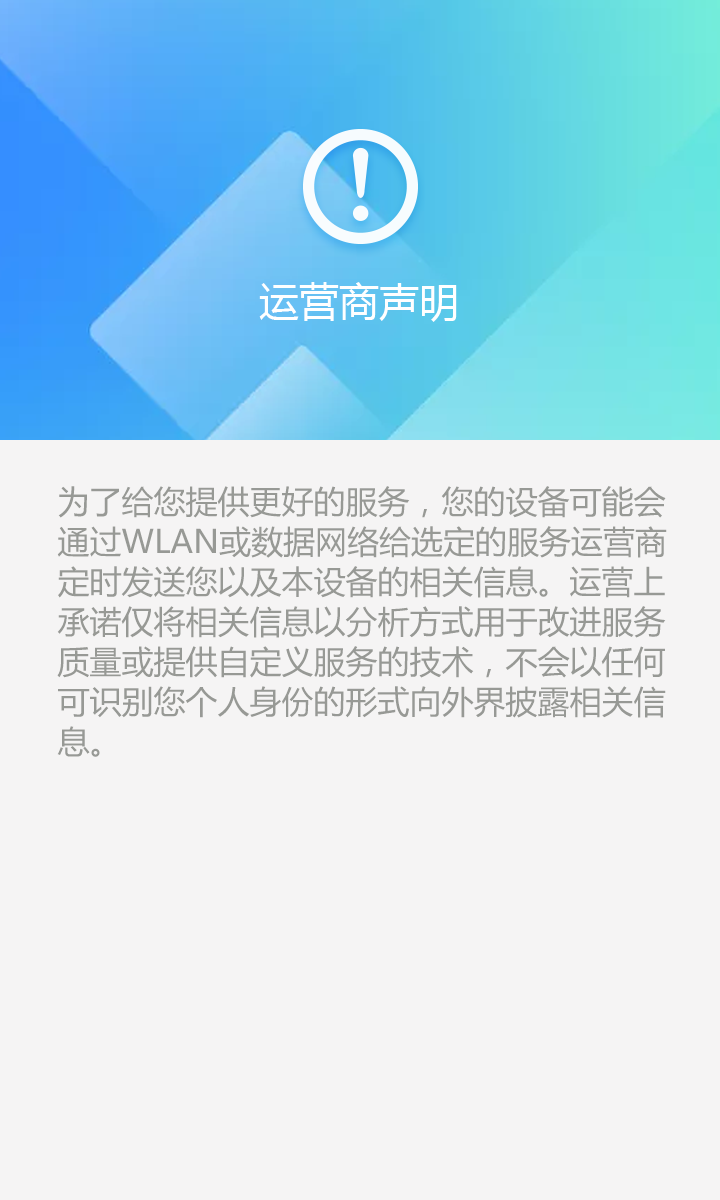 运营商声明
为了给您提供更好的服务，您的设备可能会
通过WLAN或数据网络给选定的服务运营商
定时发送您以及本设备的相关信息。运营上
承诺仅将相关信息以分析方式用于改进服务
质量或提供自定义服务的技术，不会以任何
可识别您个人身份的形式向外界披露相关信
息。